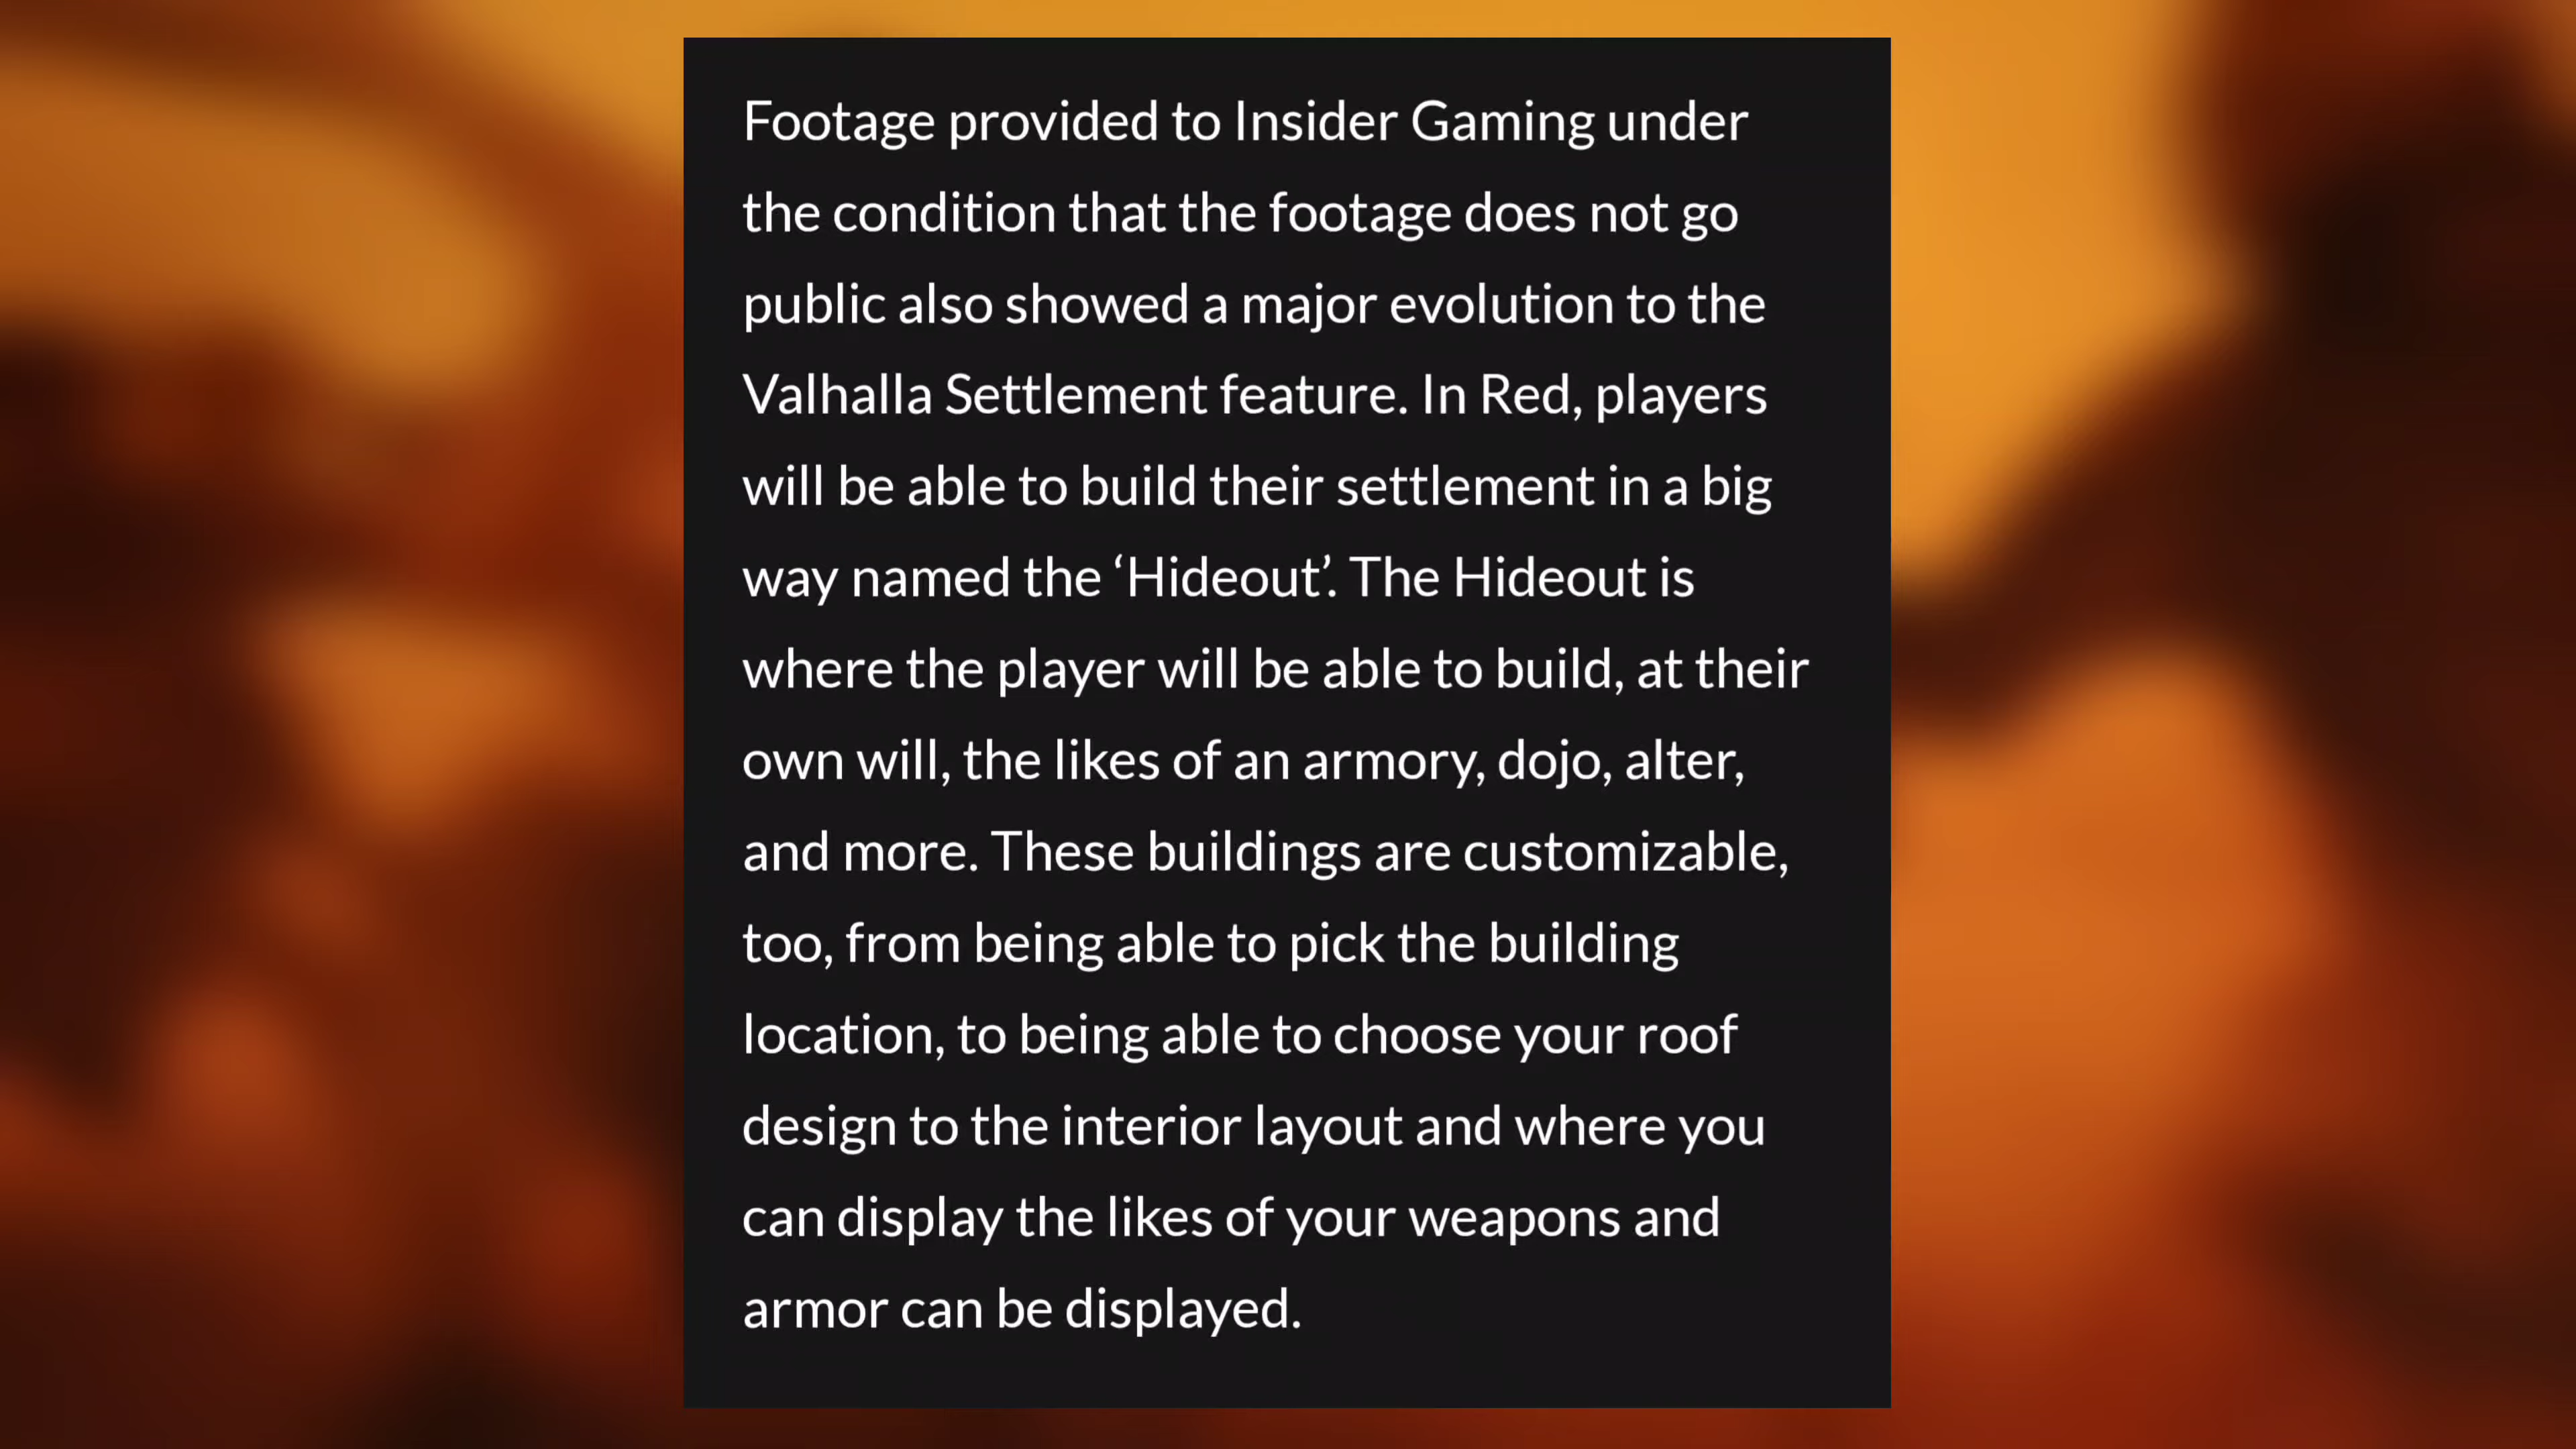 Footage provided to Insider Gaming under
the condition that the footage does not go
public also showed a major evolution to the
Valhalla Settlement feature. In Red, players
will be able to build their settlement in a big
way named the ‘Hideout’. The Hideout is
where the player will be able to build, at their
own will, the likes of an armory, dojo, alter,
and more. These buildings are customizable,
too, from being able to pick the building
location, to being able to choose your roof
design to the interior layout and where you
can display the likes of your weapons and
armor can be displayed.